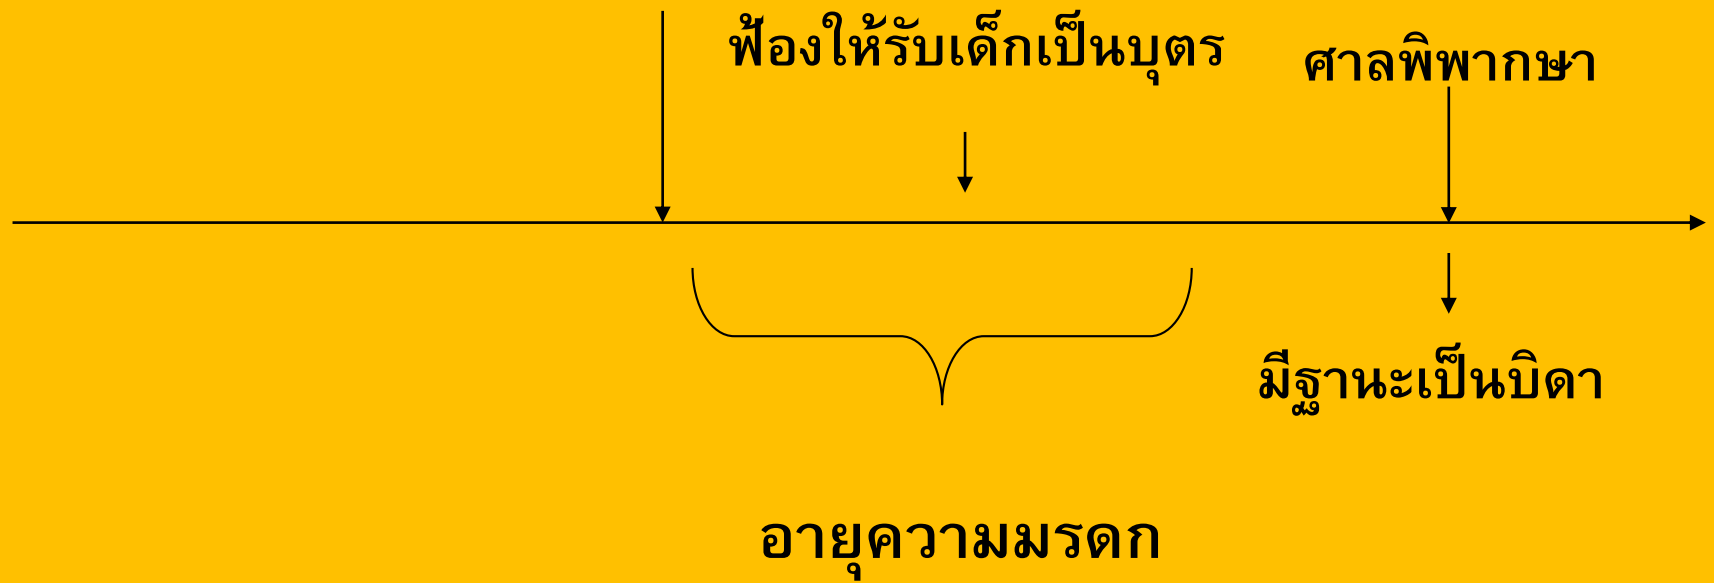 ฟ้องให้รับเด็กเป็นบุตร
ศาลพิพากษา
มีฐานะเป็นบิดา
อายุความมรดก